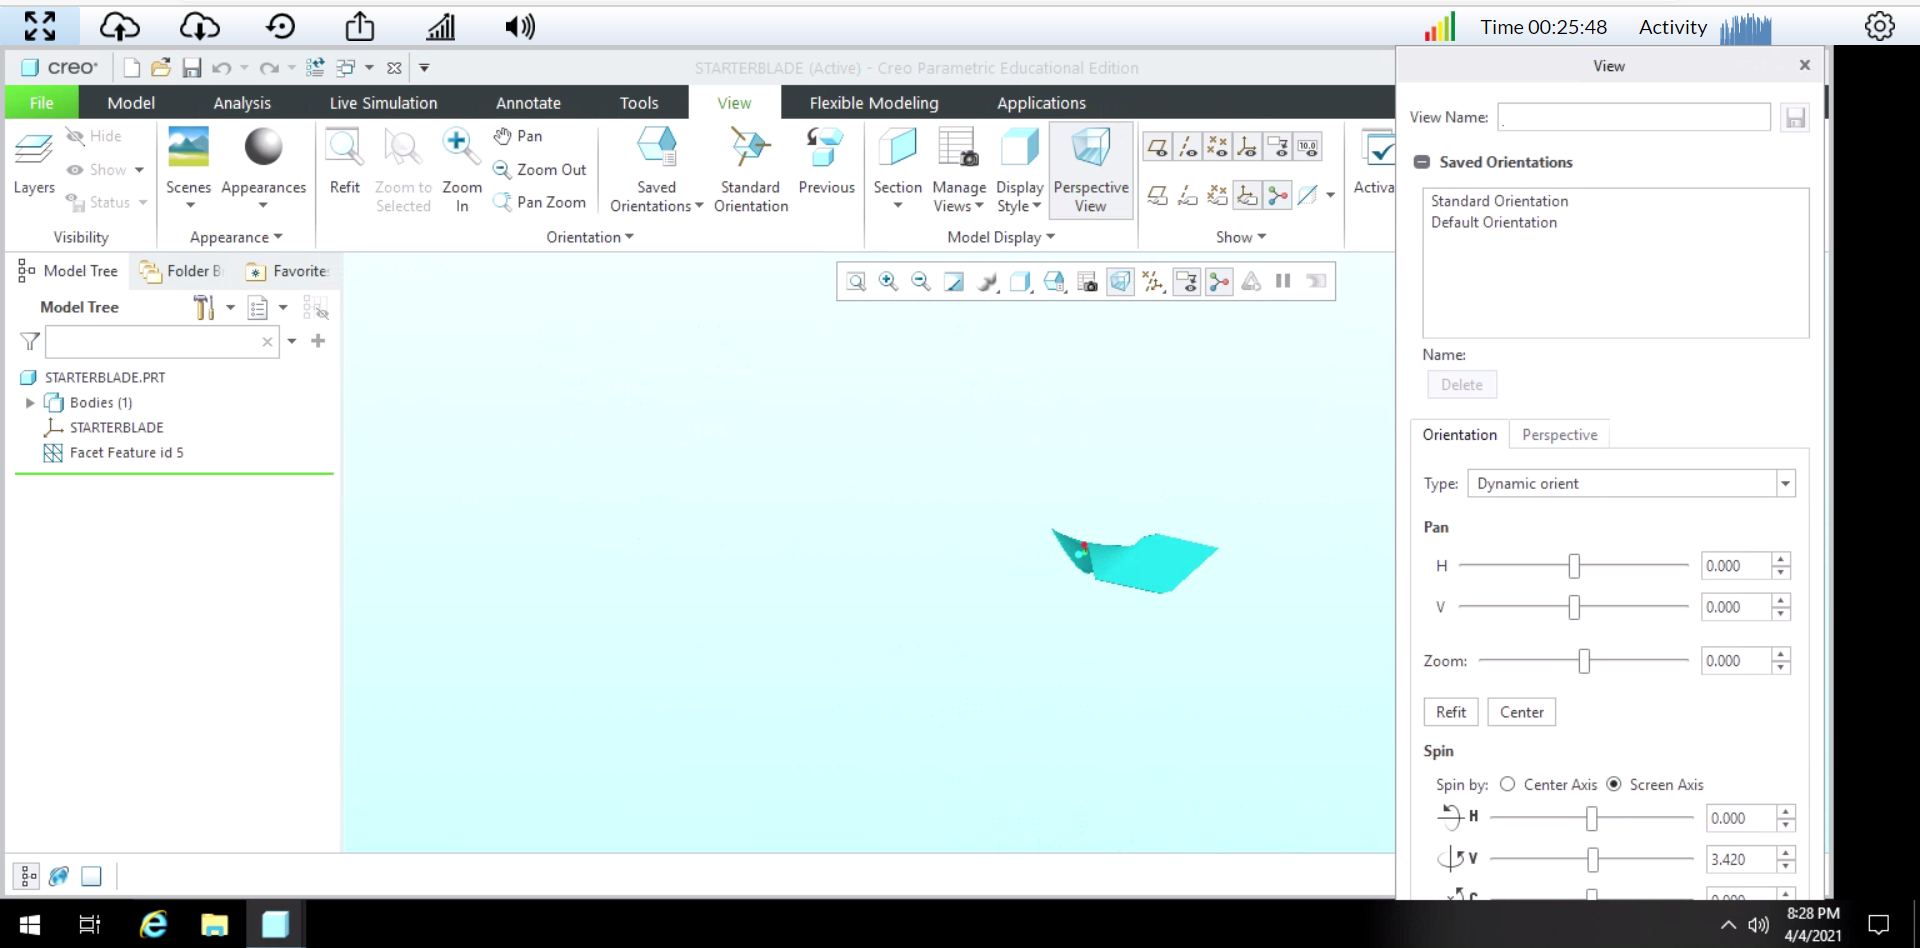 Time 00:25:48 Activity
creo
STARTERBLADE (Active) - Creo Parametric Educational Edition
File Model Analysis Live Simulation Annotate Tools View Flexible Modeling Applications
Layers
Hide
Show
Status
Visibility
Scenes
Appearances
Appearance
Refit
Zoom to Selected
Zoom In
Pan
Zoom Out
Pan Zoom
Saved Orientations
Standard Orientation
Previous
Orientation
Section
Manage Views
Display Style
Perspective View
Model Display
10.0
Show
Activa
Model Tree Folder B Favorite
Model Tree
STARTERBLADE.PRT
Bodies (1)
STARTERBLADE
Facet Feature id 5
View
View Name:
Saved Orientations
Standard Orientation
Default Orientation
Name:
Delete
Orientation Perspective
Type: Dynamic orient
Pan
H 0.000
V 0.000
Zoom: 0.000
Refit Center
Spin
Spin by: Center Axis Screen Axis
H 0.000
V 3.420
8:28 PM
4/4/2021